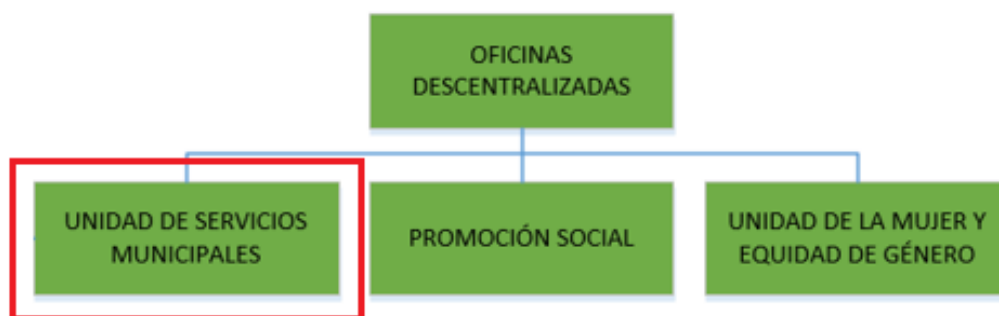 OFICINAS
DESCENTRALIZADAS
UNIDAD DE SERVICIOS
MUNICIPALES
PROMOCIÓN SOCIAL
UNIDAD DE LA MUJER Y
EQUIDAD DE GÉNERO